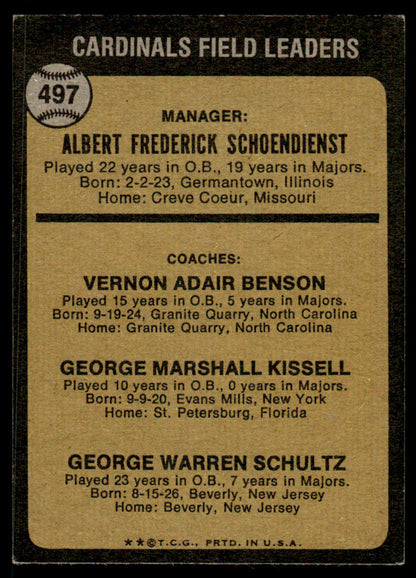 CARDINALS FIELD LEADERS
497
MANAGER:
ALBERT FREDERICK SCHOENDIENST
Played 22 years in O.B., 19 years in Majors.
Born: 2-2-23, Germantown, Illinois
Home: Creve Coeur, Missouri
COACHES:
VERNON ADAIR BENSON
Played 15 years in O.B., 5 years in Majors.
Born: 9-19-24, Granite Quarry, North Carolina
Home: Granite Quarry, North Carolina
GEORGE MARSHALL KISSELL
Played 10 years in O.B., 0 years in Majors.
Born: 9-9-20, Evans Mills, New York
Home: St. Petersburg, Florida
GEORGE WARREN SCHULTZ
Played 23 years in O.B., 7 years in Majors.
Born: 8-15-26, Beverly, New Jersey
Home: Beverly, New Jersey
★★©T.C.G., PRTD. IN U.S.A.